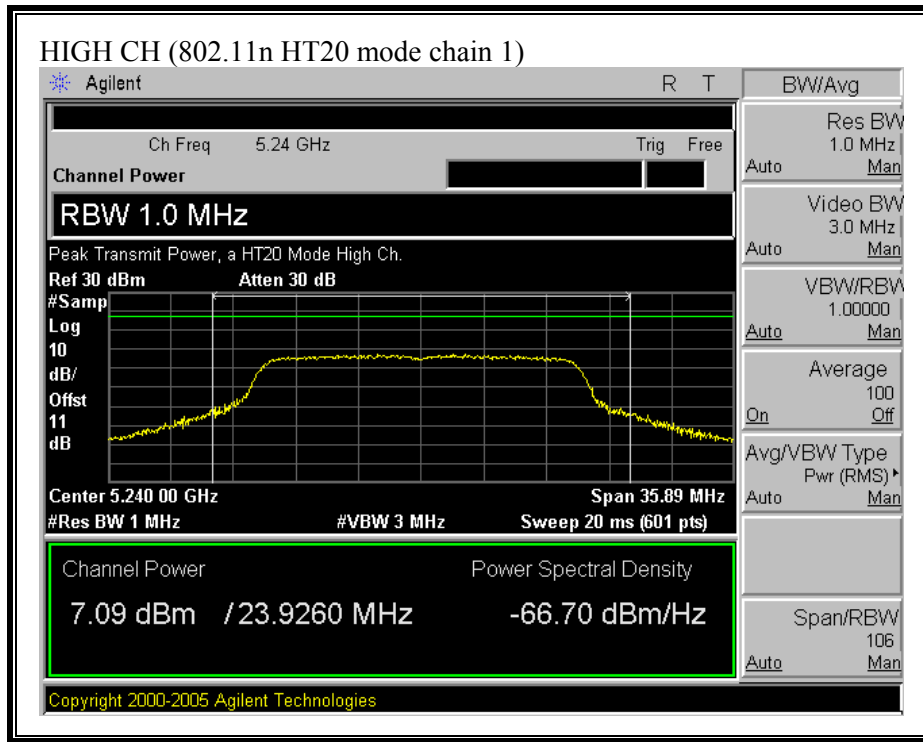 HIGH CH (802.11n HT20 mode chain 1)
Agilent R T
BW/Avg
Ch Freq 5.24 GHz Trig Free
Channel Power
RBW 1.0 MHz
Peak Transmit Power, a HT20 Mode High Ch.
Ref 30 dBm Atten 30 dB
#Samp
Log
10
dB/
Offst
11
dB
Center 5.240 00 GHz Span 35.89 MHz
#Res BW 1 MHz #VBW 3 MHz Sweep 20 ms (601 pts)
Channel Power Power Spectral Density
7.09 dBm / 23.9260 MHz -66.70 dBm/Hz
Res BW
1.0 MHz
Auto Man
Video BW
3.0 MHz
Auto Man
VBW/RBW
1.00000
Auto Man
Average
100
On Off
Avg/VBW Type
Pwr (RMS)
Auto Man
Span/RBW
106
Auto Man
Copyright 2000-2005 Agilent Technologies